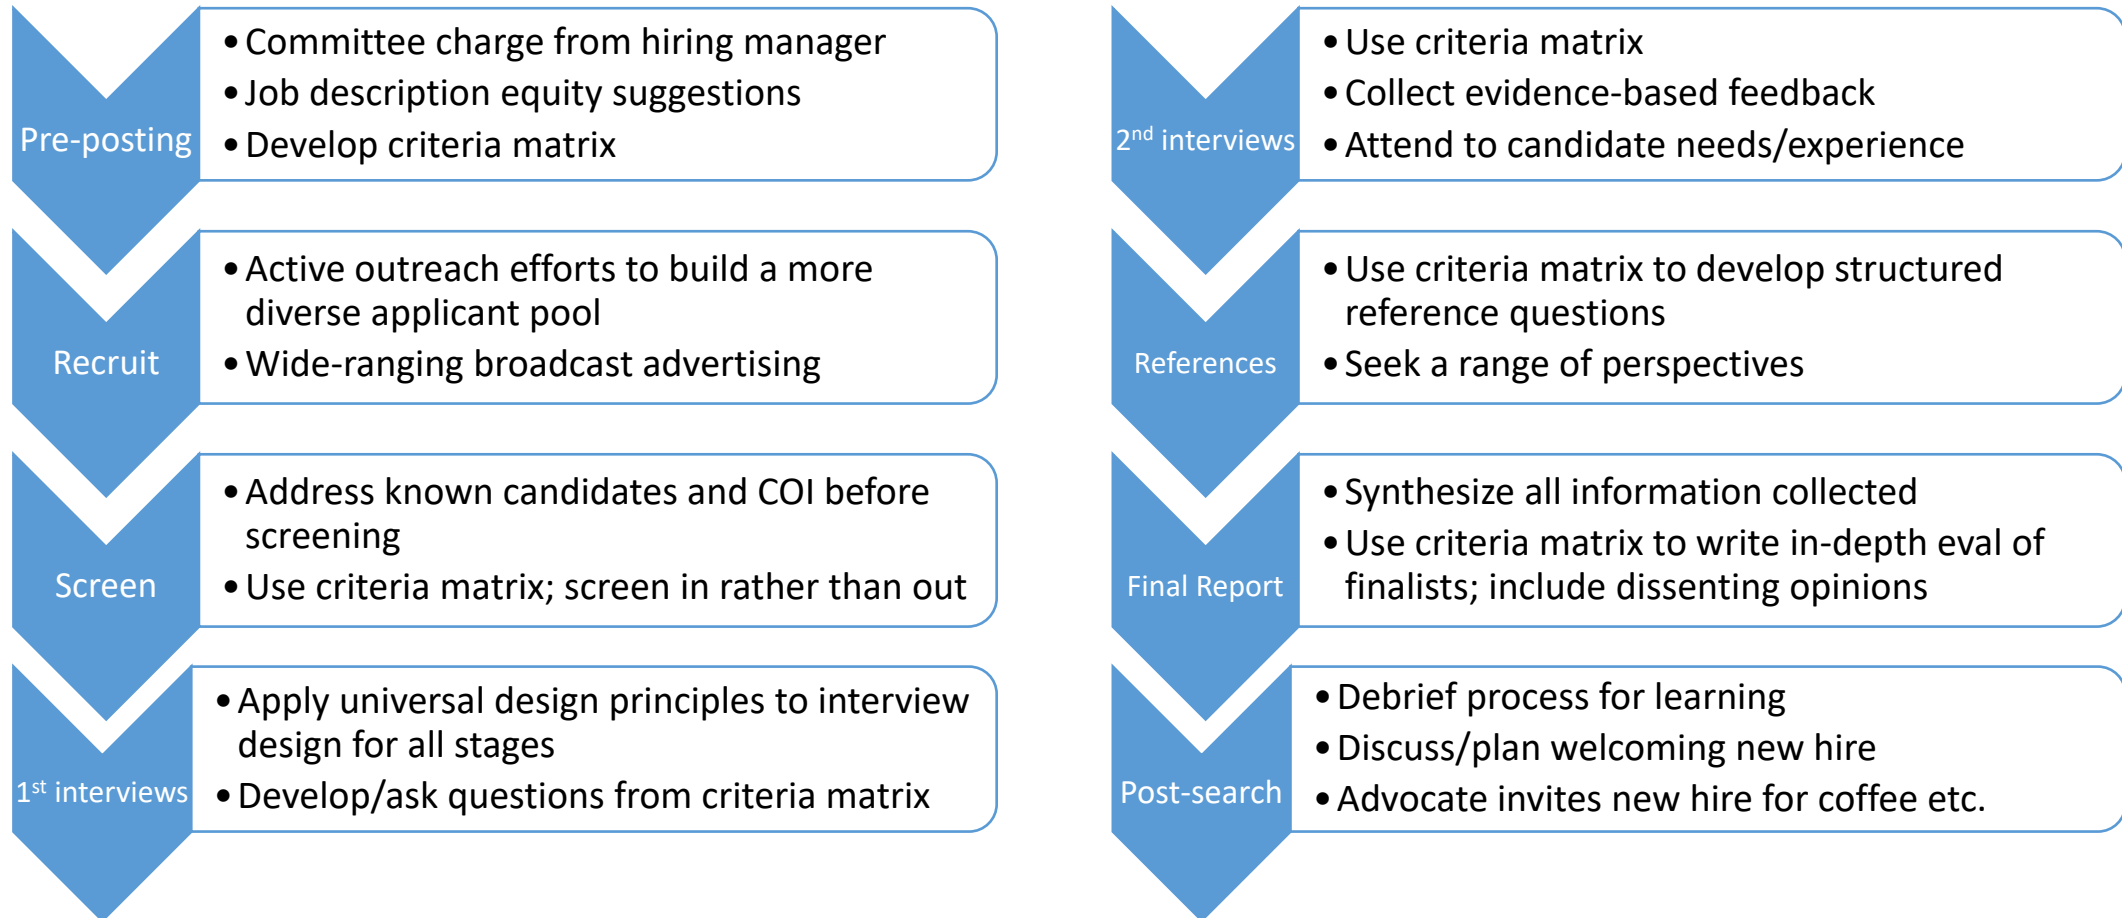 Pre-posting
•Committee charge from hiring manager
•Job description equity suggestions
•Develop criteria matrix
Recruit
•Active outreach efforts to build a more
diverse applicant pool
•Wide-ranging broadcast advertising
Screen
•Address known candidates and COI before
screening
•Use criteria matrix; screen in rather than out
1st interviews
•Apply universal design principles to interview
design for all stages
•Develop/ask questions from criteria matrix
2nd interviews
•Use criteria matrix
•Collect evidence-based feedback
•Attend to candidate needs/experience
References
•Use criteria matrix to develop structured
reference questions
•Seek a range of perspectives
Final Report
•Synthesize all information collected
•Use criteria matrix to write in-depth eval of
finalists; include dissenting opinions
Post-search
•Debrief process for learning
•Discuss/plan welcoming new hire
•Advocate invites new hire for coffee etc.